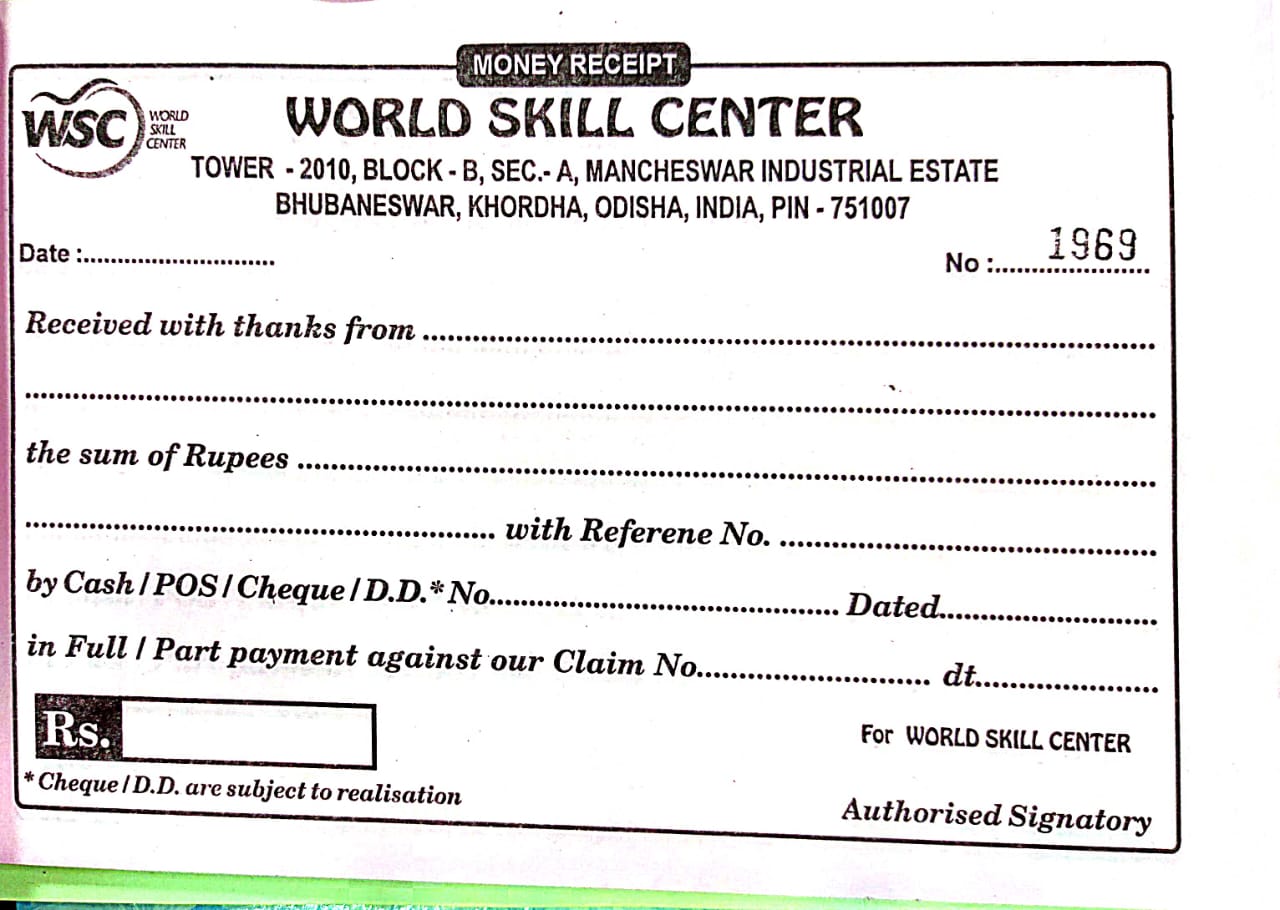 MONEY RECEIPT
WSC WORLD SKILL CENTER
WORLD SKILL CENTER
TOWER - 2010, BLOCK - B, SEC.- A, MANCHESWAR INDUSTRIAL ESTATE
BHUBANESWAR, KHORDHA, ODISHA, INDIA, PIN - 751007
Date :............................ No :....................... 1969
Received with thanks from ....................................................................................
....................................................................................................................................
the sum of Rupees ....................................................................................................
....................................................... with Referene No. ............................................
by Cash / POS / Cheque / D.D.* No......................................... Dated..........................
in Full / Part payment against our Claim No............................ dt......................
Rs.
For WORLD SKILL CENTER
* Cheque / D.D. are subject to realisation
Authorised Signatory